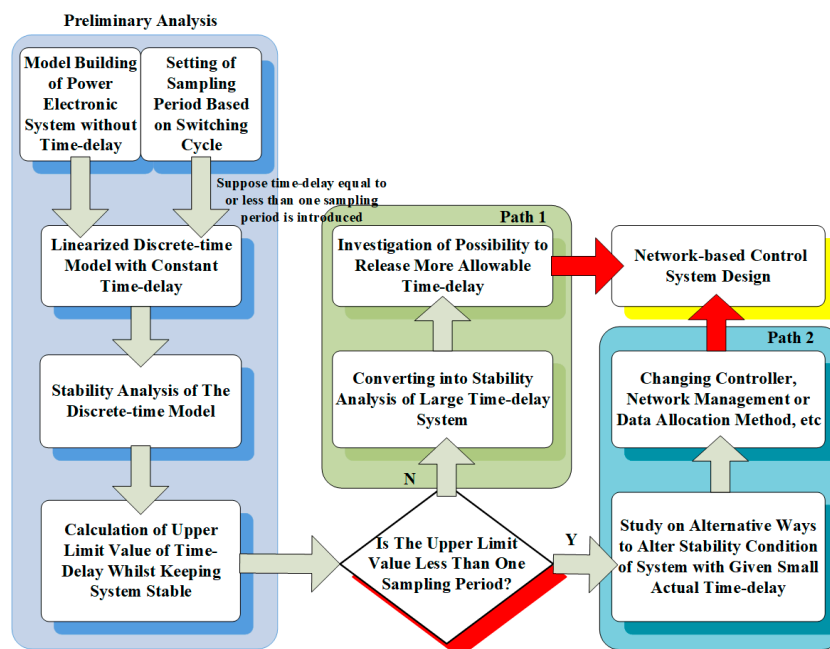 Preliminary Analysis
Model Building
of Power
Electronic
System without
Time-delay
Setting of
Sampling
Period Based
on Switching
Cycle
Suppose time-delay equal to
or less than one sampling
period is introduced
Linearized Discrete-time
Model with Constant
Time-delay
Stability Analysis of The
Discrete-time Model
Calculation of Upper
Limit Value of Time-
Delay Whilst Keeping
System Stable
Is The Upper Limit
Value Less Than One
Sampling Period?
N
Y
Path 1
Investigation of Possibility to
Release More Allowable
Time-delay
Converting into Stability
Analysis of Large Time-delay
System
Network-based Control
System Design
Path 2
Changing Controller,
Network Management or
Data Allocation Method, etc
Study on Alternative Ways
to Alter Stability Condition
of System with Given Small
Actual Time-delay